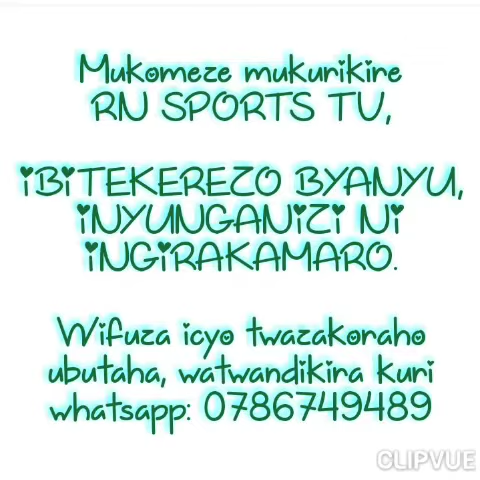 Mukomeze mukurikire
RN SPORTS TV,
iBiTEKEREZO BYANYU,
iNYUNGANiZi Ni
iNGiRAKAMARO.
Wifuza icyo twazakoraho
ubutaha, watwandikira kuri
whatsapp: 0786749489
CLIPVUE